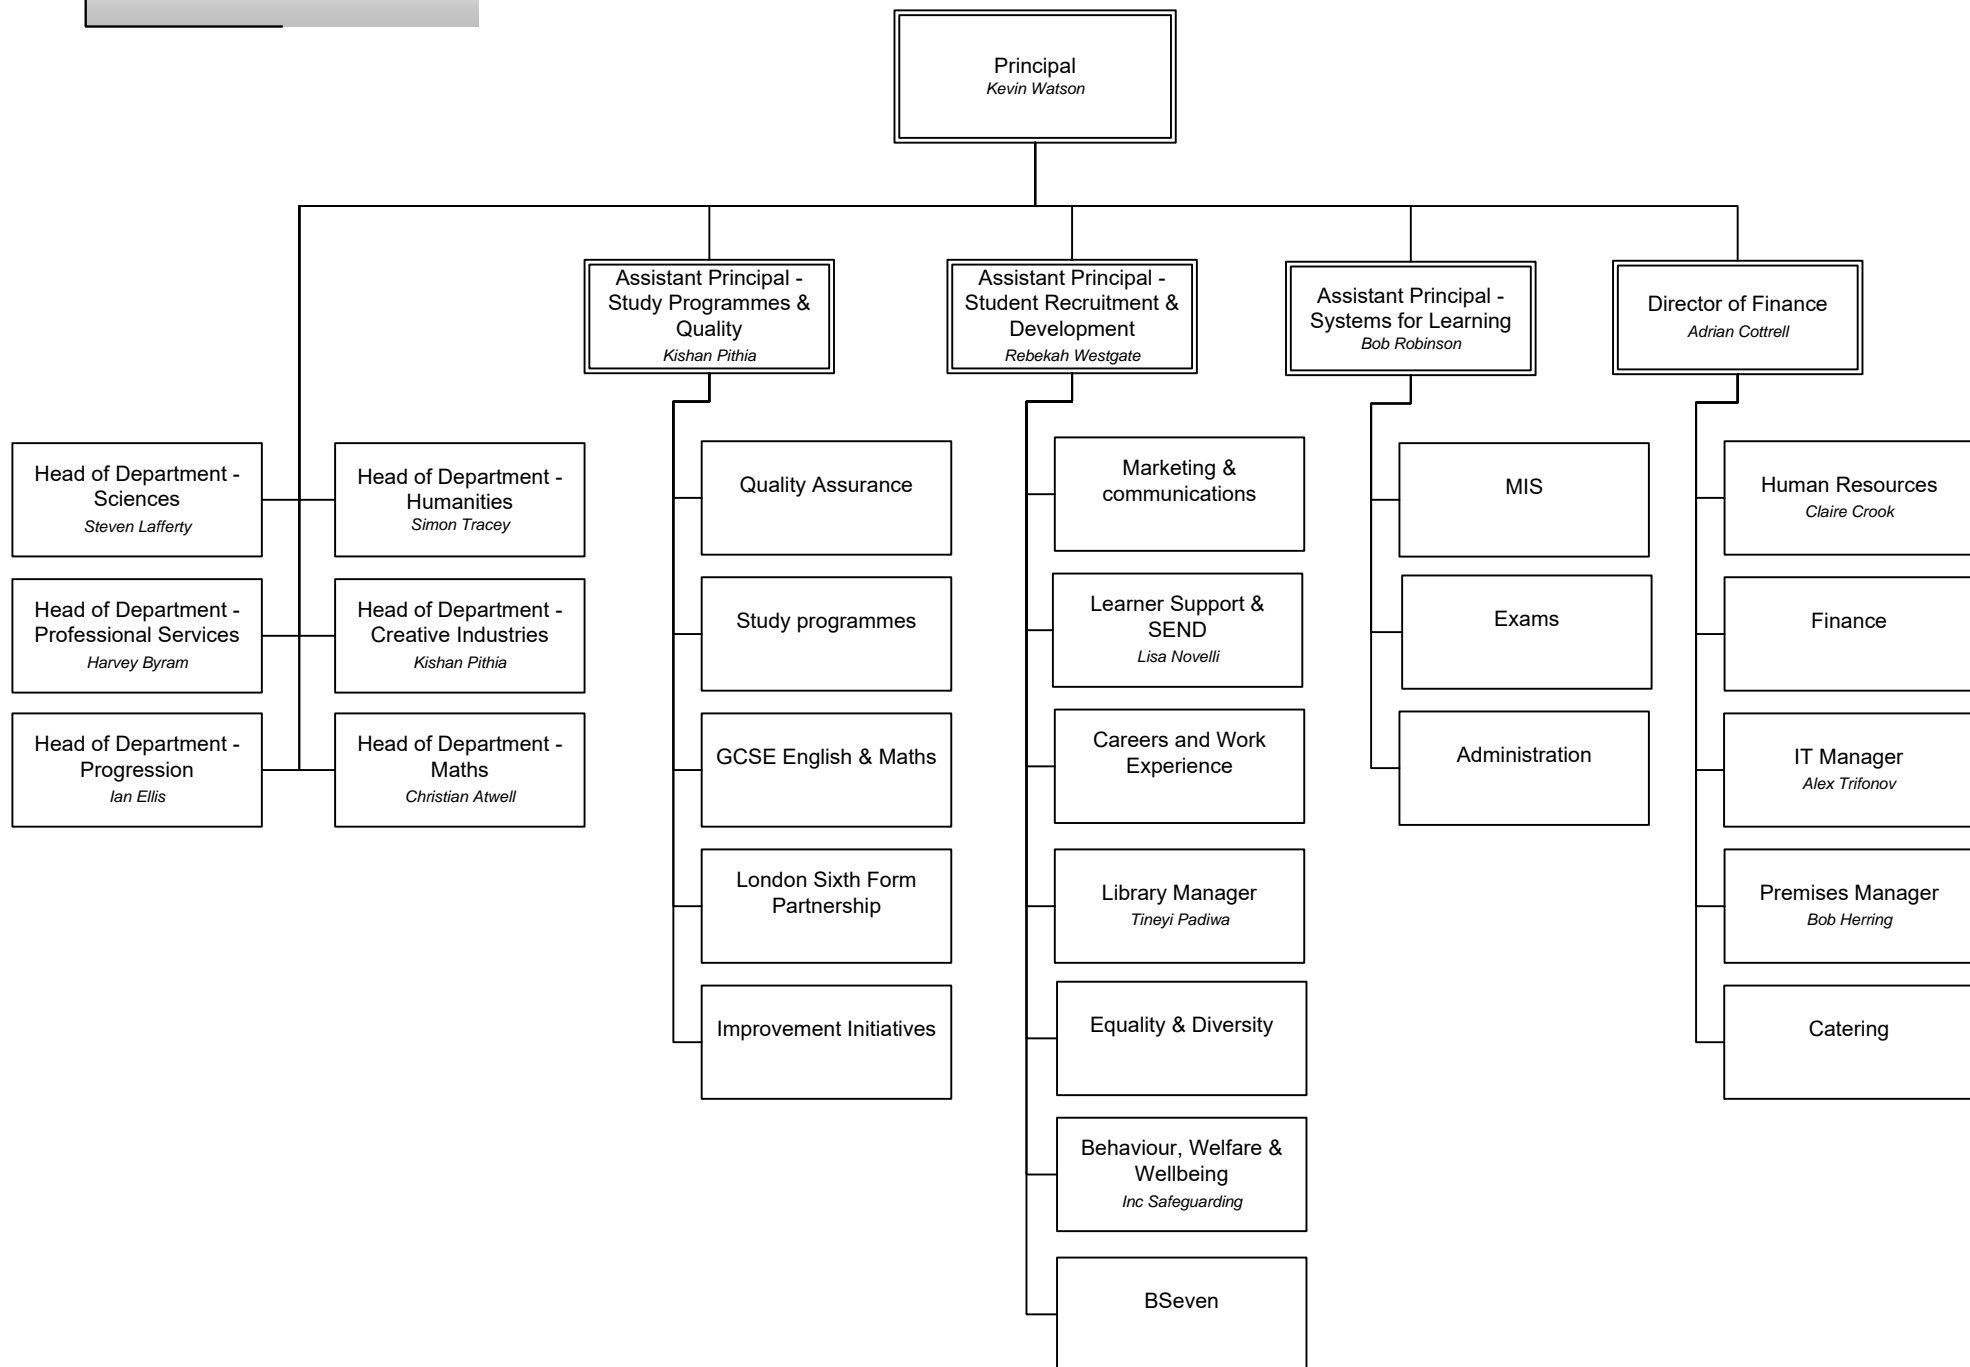 Principal
Kevin Watson
Assistant Principal -
Study Programmes &
Quality
Kishan Pithia
Assistant Principal -
Student Recruitment &
Development
Rebekah Westgate
Assistant Principal -
Systems for Learning
Bob Robinson
Director of Finance
Adrian Cottrell
Head of Department -
Sciences
Steven Lafferty
Head of Department -
Humanities
Simon Tracey
Head of Department -
Professional Services
Harvey Byram
Head of Department -
Creative Industries
Kishan Pithia
Head of Department -
Progression
Ian Ellis
Head of Department -
Maths
Christian Atwell
Quality Assurance
Study programmes
GCSE English & Maths
London Sixth Form
Partnership
Improvement Initiatives
Marketing &
communications
Learner Support &
SEND
Lisa Novelli
Careers and Work
Experience
Library Manager
Tineyi Padiwa
Equality & Diversity
Behaviour, Welfare &
Wellbeing
Inc Safeguarding
BSeven
MIS
Exams
Administration
Human Resources
Claire Crook
Finance
IT Manager
Alex Trifonov
Premises Manager
Bob Herring
Catering